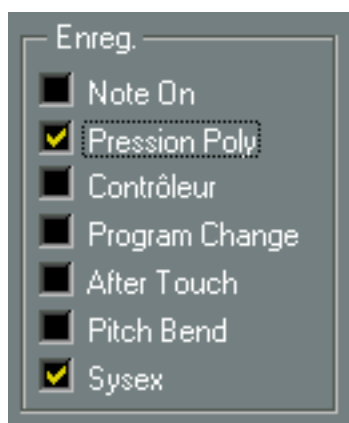 Enreg.
Note On
Pression Poly
Contrôleur
Program Change
After Touch
Pitch Bend
Sysex